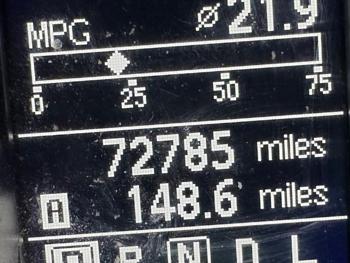 MPG ⌀ 21.9
0 25 50 75
72785 miles
A 148.6 miles
P R N D L